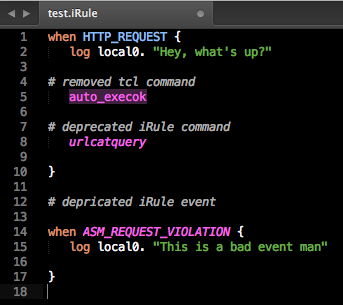 test.iRule
1 when HTTP_REQUEST {
2 log local0. "Hey, what's up?"
3
4 # removed tcl command
5 auto_execok
6
7 # deprecated iRule command
8 urlcatquery
9
10 }
11
12 # depricated iRule event
13
14 when ASM_REQUEST_VIOLATION {
15 log local0. "This is a bad event man"
16
17 }
18